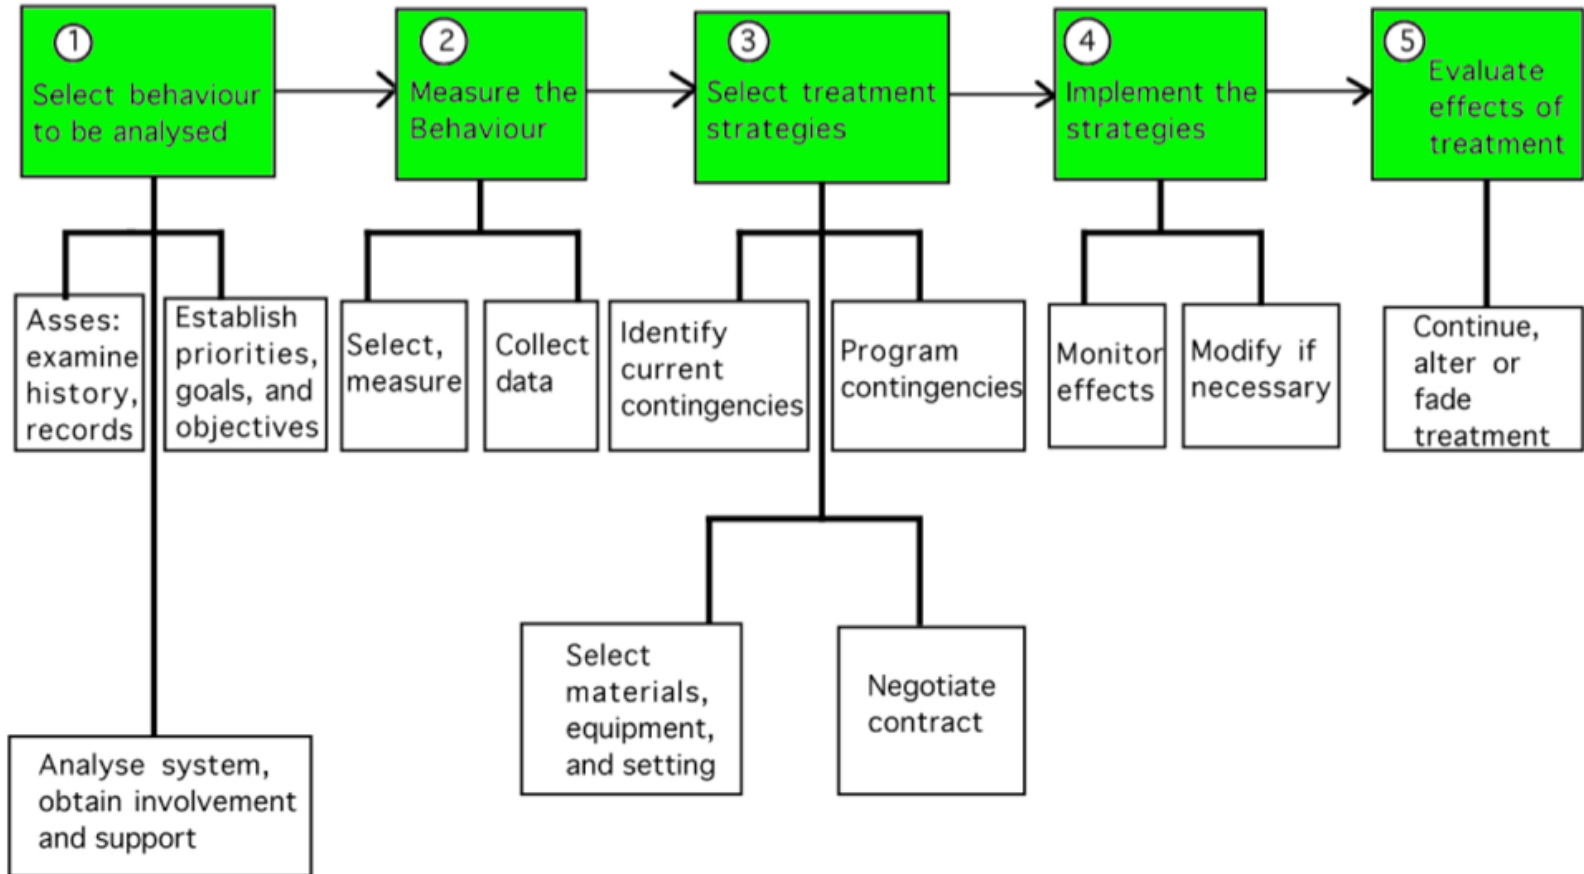 1
Select behaviour
to be analysed
2
Measure the
Behaviour
3
Select treatment
strategies
4
Implement the
strategies
5
Evaluate
effects of
treatment
Asses:
examine
history,
records
Establish
priorities,
goals, and
objectives
Select,
measure
Collect
data
Identify
current
contingencies
Program
contingencies
Monitor
effects
Modify if
necessary
Continue,
alter or
fade
treatment
Select
materials,
equipment,
and setting
Negotiate
contract
Analyse system,
obtain involvement
and support